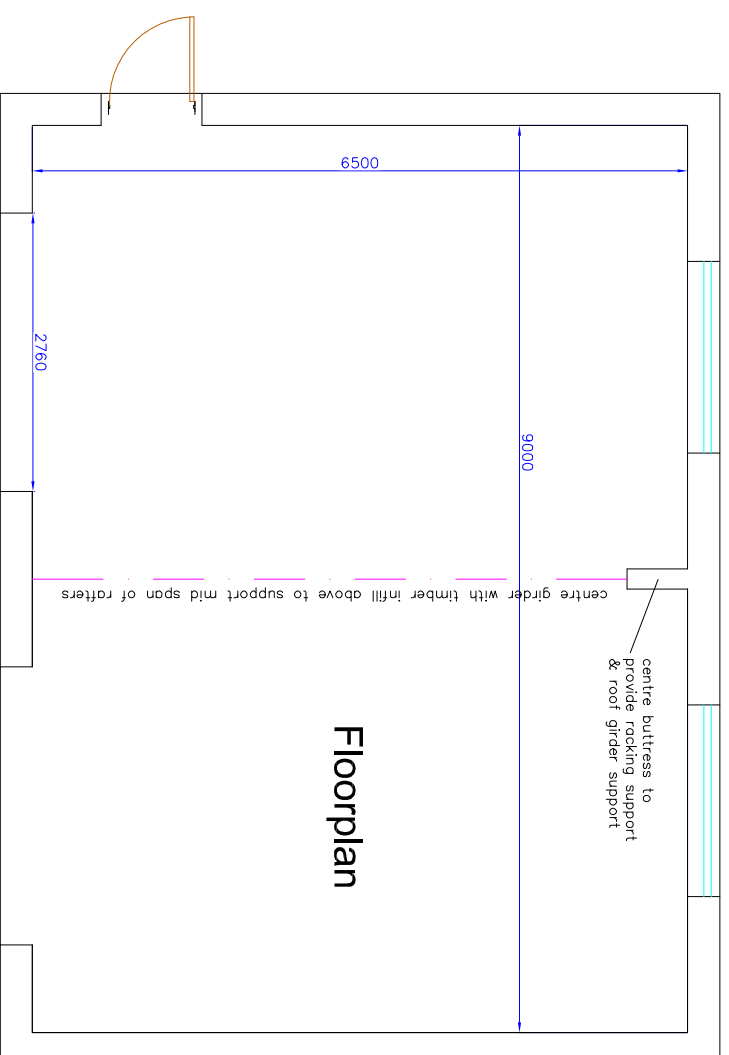 6500
2760
9000
centre girder with timber infill above to support mid span of rafters
centre buttress to
provide racking support
& roof girder support
Floorplan